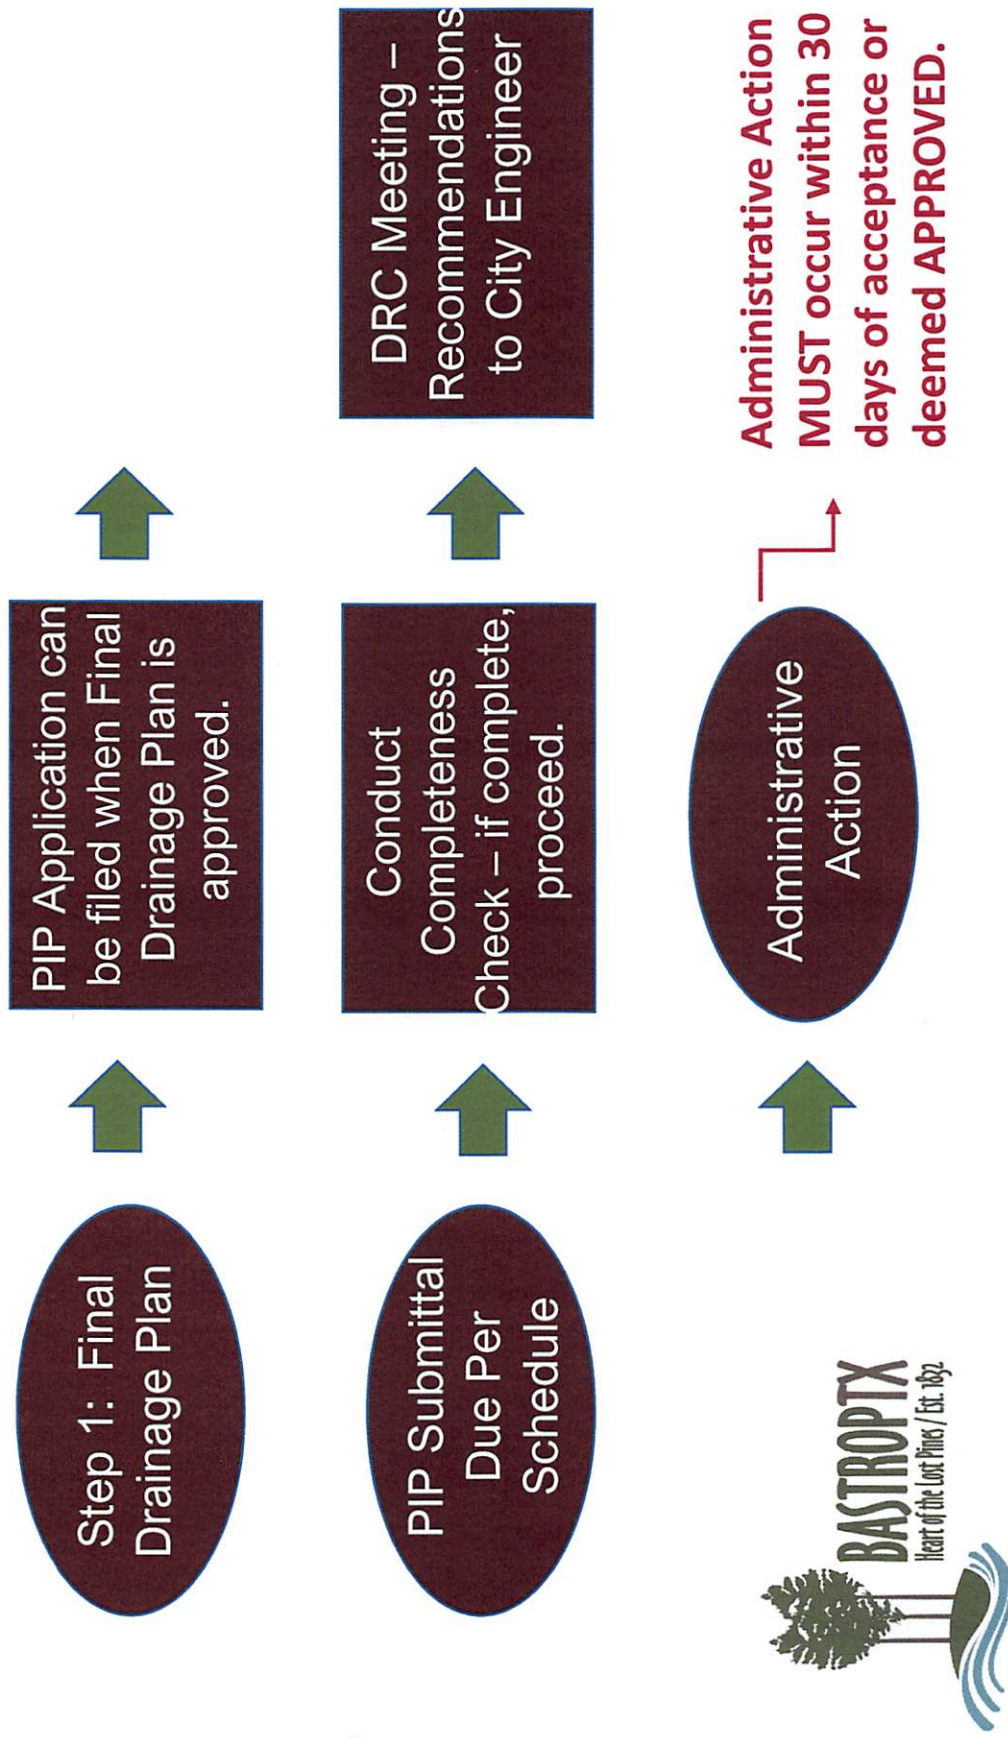 Step 1: Final
Drainage Plan
PIP Application can
be filed when Final
Drainage Plan is
approved.
PIP Submittal
Due Per
Schedule
Conduct
Completeness
Check – if complete,
proceed.
DRC Meeting –
Recommendations
to City Engineer
Administrative
Action
Administrative Action
MUST occur within 30
days of acceptance or
deemed APPROVED.
BASTROPTX
Heart of the Lost Pines / Est. 1832